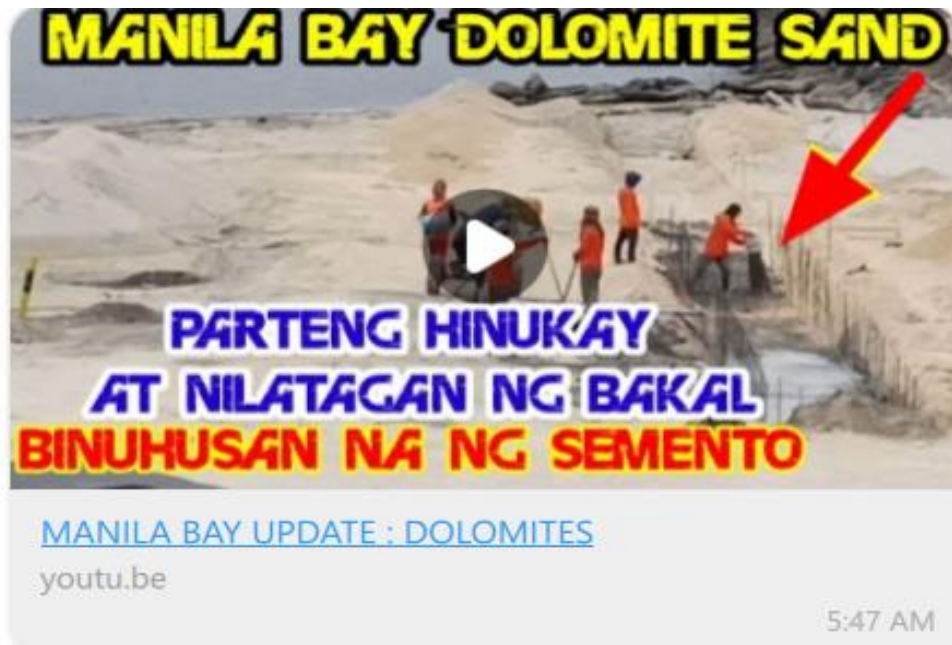 MANILA BAY DOLOMITE SAND
PARTENG HINUKAY
AT NILATAGAN NG BAKAL
BINUHUSAN NA NG SEMENTO
MANILA BAY UPDATE : DOLOMITES
youtu.be
5:47 AM